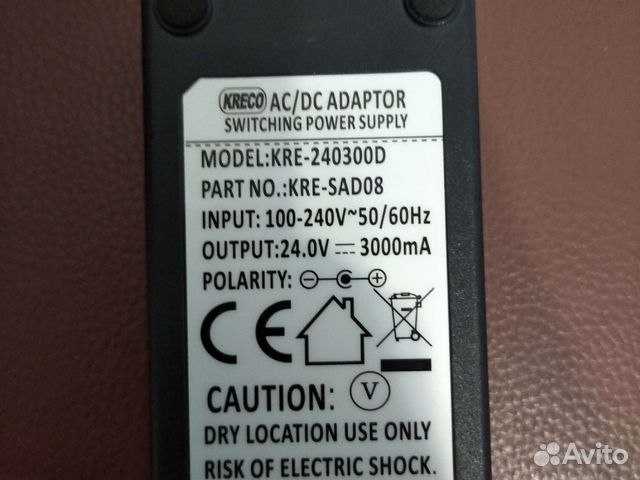 KRECO AC/DC ADAPTOR
SWITCHING POWER SUPPLY
MODEL:KRE-240300D
PART NO.:KRE-SAD08
INPUT: 100-240V~50/60Hz
OUTPUT:24.0V ⎓ 3000mA
POLARITY:
CE
CAUTION: V
DRY LOCATION USE ONLY
RISK OF ELECTRIC SHOCK.
Avito